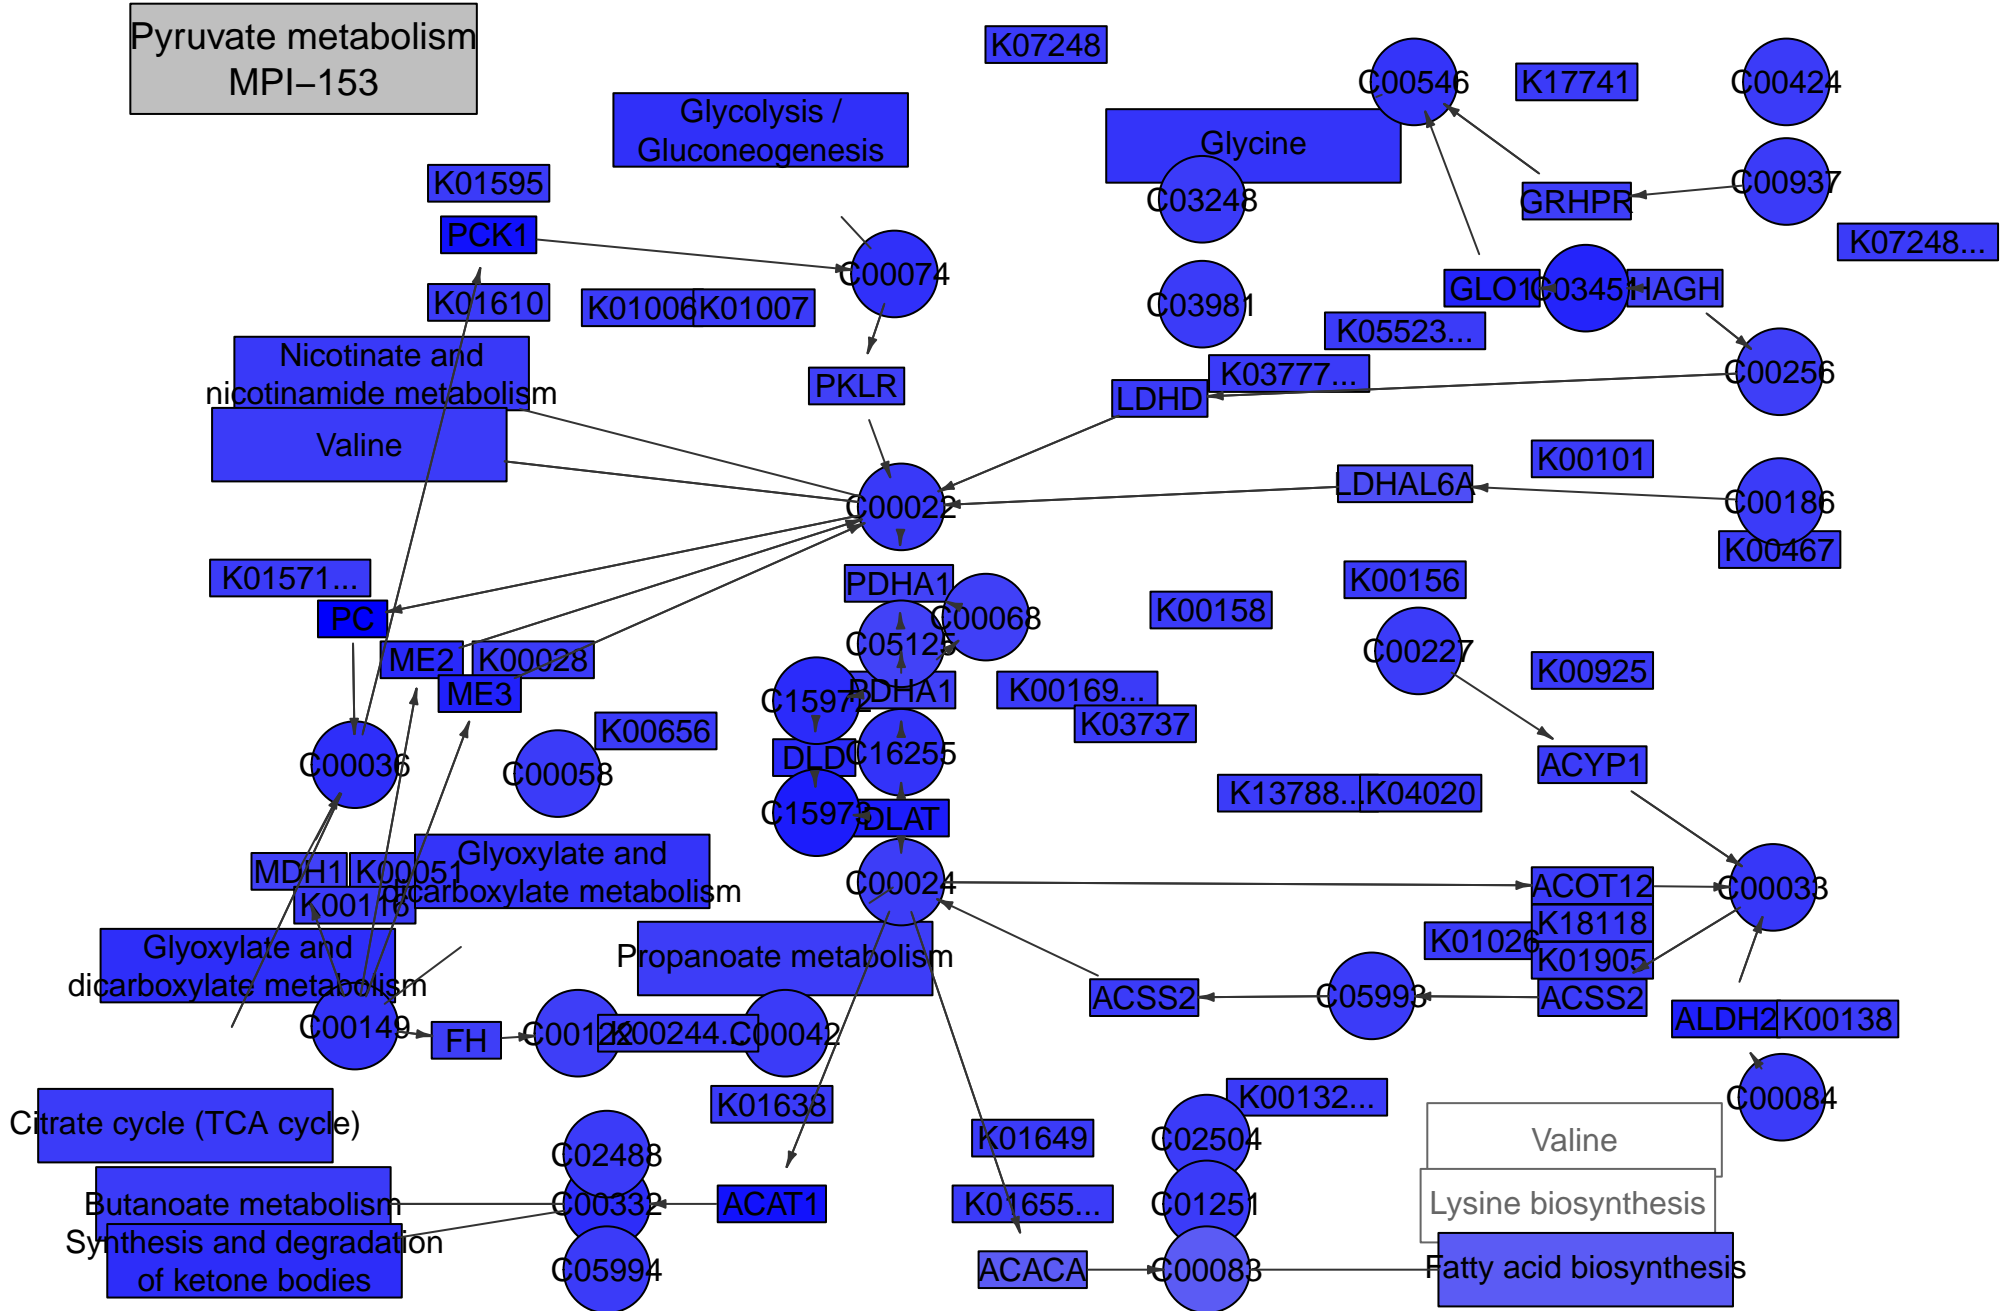 Pyruvate metabolism
MPI−153
K07248
Glycolysis /
Gluconeogenesis
C00546
K17741
C00424
Glycine
K01595
C03248
GRHPR
C00937
PCK1
K07248...
C00074
K01610
K01006
K01007
C03981
GLO1
C03451
HAGH
K05523...
Nicotinate and
nicotinamide metabolism
PKLR
K03777...
LDHD
C00256
Valine
K00101
LDHAL6A
C00186
C00022
K00467
K01571...
PDHA1
K00156
PC
C00068
K00158
C05125
C00227
ME2
K00028
ME3
K00925
PDHA1
K00169...
C15972
K03737
K00656
C00036
C00058
DLD
C16255
ACYP1
K13788...
K04020
C15973
DLAT
MDH1
K00051
Glyoxylate and
dicarboxylate metabolism
K00116
C00024
ACOT12
C00033
K18118
K01026
K01905
Glyoxylate and
dicarboxylate metabolism
Propanoate metabolism
ACSS2
C05993
ACSS2
C00149
FH
C00122
K00244...
C00042
ALDH2
K00138
K01638
K00132...
C00084
Citrate cycle (TCA cycle)
C02488
K01649
C02504
Valine
Butanoate metabolism
C00332
ACAT1
K01655...
C01251
Lysine biosynthesis
Synthesis and degradation
of ketone bodies
C05994
ACACA
C00083
Fatty acid biosynthesis